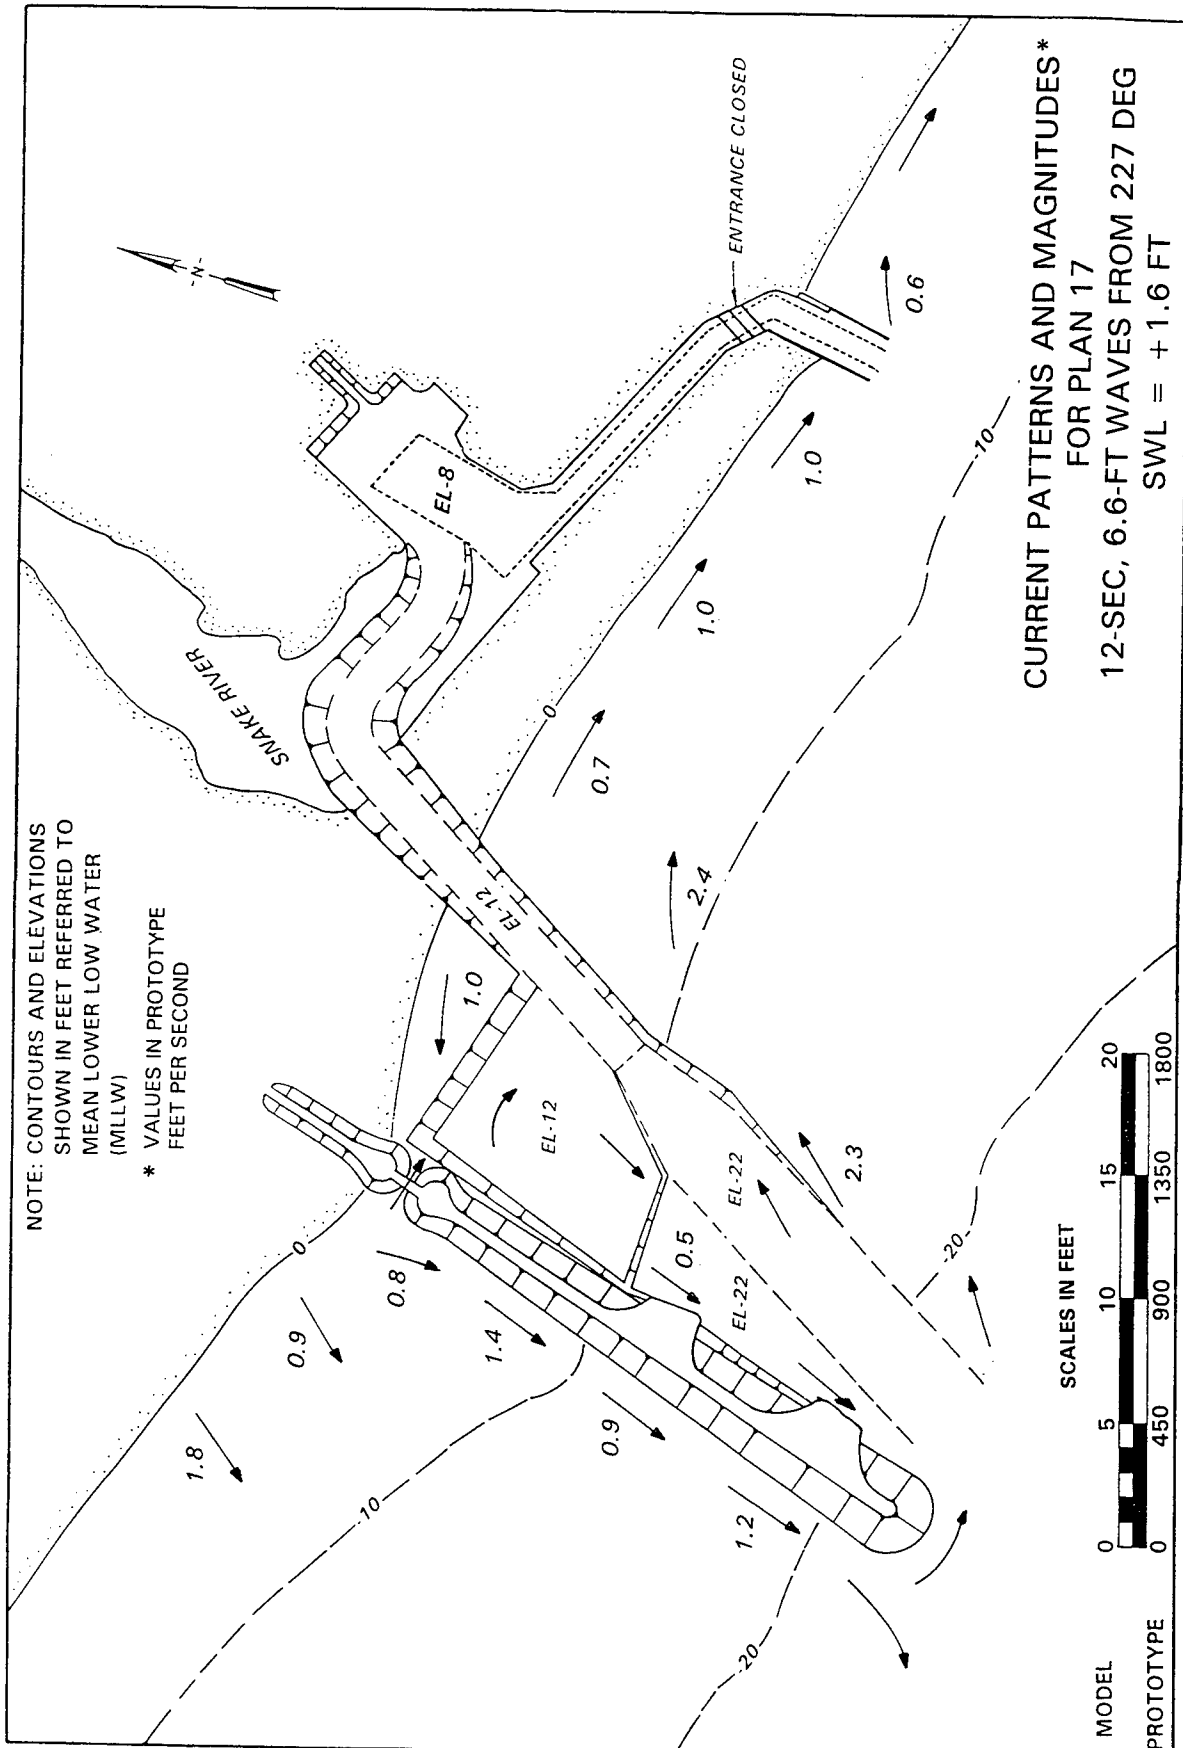 NOTE: CONTOURS AND ELEVATIONS
SHOWN IN FEET REFERRED TO
MEAN LOWER LOW WATER
(MLLW)
* VALUES IN PROTOTYPE
FEET PER SECOND
SNAKE RIVER
N
ENTRANCE CLOSED
EL-8
EL-12
EL-12
EL-22
EL-22
0
0
-10
-10
-20
-20
1.8
0.9
0.8
1.4
0.9
1.2
1.0
0.5
2.3
2.4
0.7
1.0
1.0
0.6
SCALES IN FEET
MODEL 0 5 10 15 20
PROTOTYPE 0 450 900 1350 1800
CURRENT PATTERNS AND MAGNITUDES*
FOR PLAN 17
12-SEC, 6.6-FT WAVES FROM 227 DEG
SWL = +1.6 FT